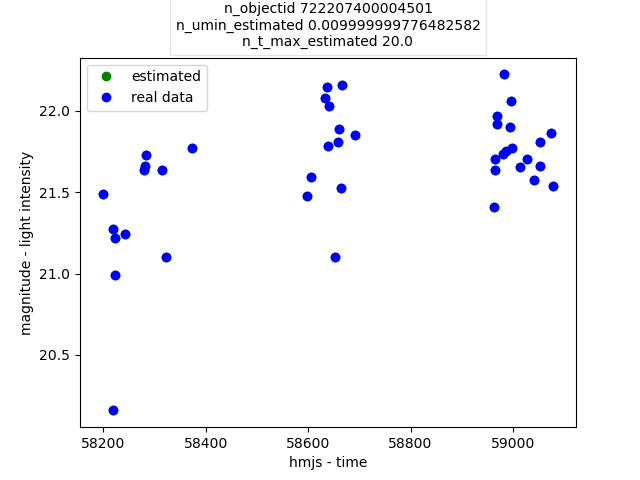 n_objectid 722207400004501
n_umin_estimated 0.009999999776482582
n_t_max_estimated 20.0
estimated
real data
22.0
21.5
21.0
20.5
magnitude - light intensity
58200 58400 58600 58800 59000
hmjs - time